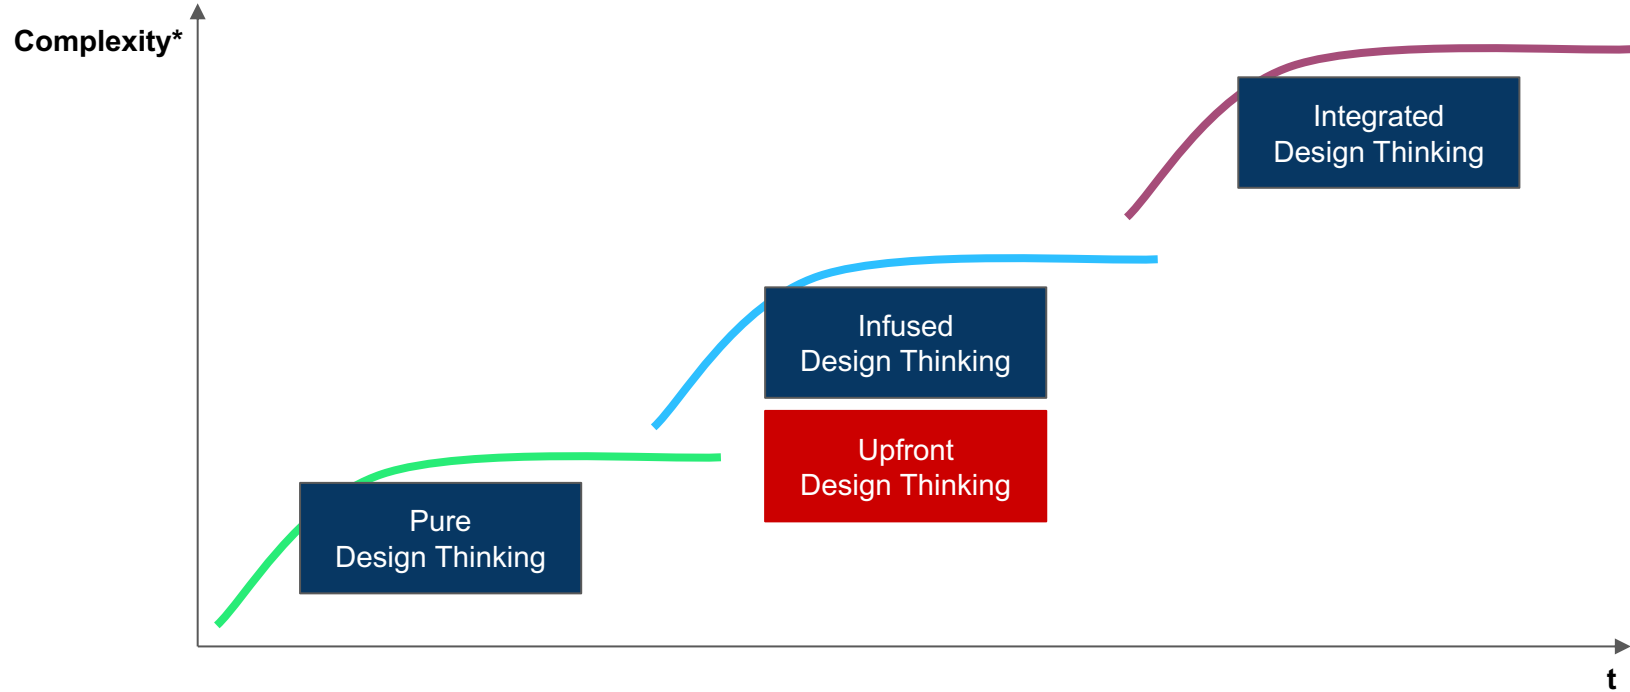 Complexity*
Integrated
Design Thinking
Infused
Design Thinking
Upfront
Design Thinking
Pure
Design Thinking
t